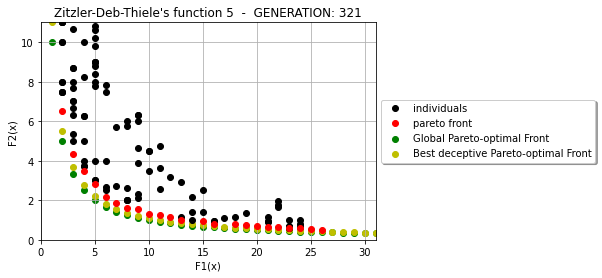 Zitzler-Deb-Thiele's function 5 - GENERATION: 321
F2(x)
10
8
6
4
2
0
0 5 10 15 20 25 30
F1(x)
individuals
pareto front
Global Pareto-optimal Front
Best deceptive Pareto-optimal Front